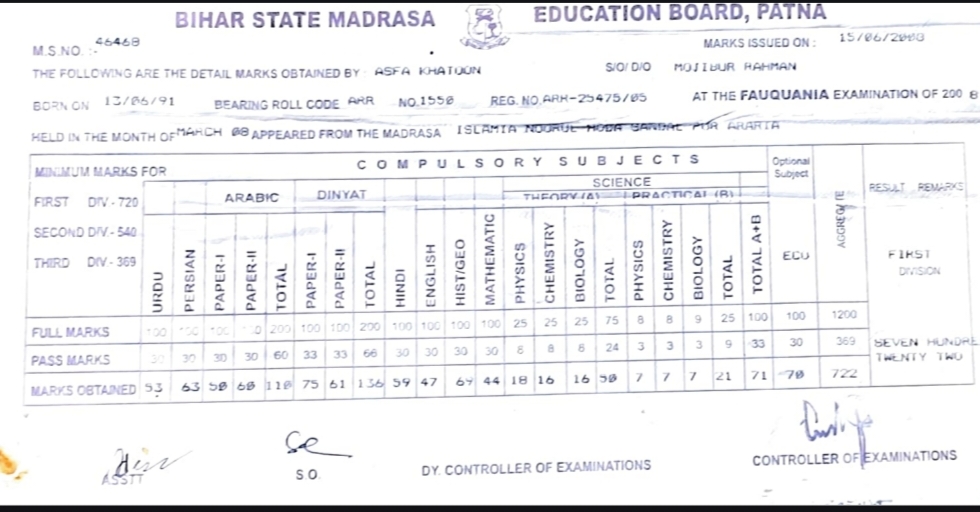 BIHAR STATE MADRASA EDUCATION BOARD, PATNA
M.S.NO. :- 46468
MARKS ISSUED ON : 15/06/2008
THE FOLLOWING ARE THE DETAIL MARKS OBTAINED BY : ASFA KHATOON S/O/ D/O MOJIBUR RAHMAN
BORN ON 13/06/91 BEARING ROLL CODE ARR NO.1550 REG. NO.ARR-25475/05 AT THE FAUQUANIA EXAMINATION OF 200 8
HELD IN THE MONTH OF MARCH 08 APPEARED FROM THE MADRASA ISLAMIA NOORUL HODA ARARIA
MINIMUM MARKS FOR
FIRST DIV - 720
SECOND DIV - 540
THIRD DIV - 369
COMPULSORY SUBJECTS
Optional Subject
ARABIC DINYAT SCIENCE
THEORY (A) PRACTICAL (B)
URDU PERSIAN PAPER-I PAPER-II TOTAL PAPER-I PAPER-II TOTAL HINDI ENGLISH HIST/GEO MATHEMATIC PHYSICS CHEMISTRY BIOLOGY TOTAL PHYSICS CHEMISTRY BIOLOGY TOTAL TOTAL A+B ECO AGGREGATE
RESULT REMARKS
FIRST
DIVISION
FULL MARKS 100 100 100 200 100 100 200 100 100 100 100 25 25 25 75 8 8 9 25 100 100 1200
PASS MARKS 30 30 30 30 60 33 33 66 30 30 30 30 8 8 8 24 3 3 3 9 33 30 369
SEVEN HUNDRE
TWENTY TWO
MARKS OBTAINED 53 63 50 60 110 75 61 136 59 47 69 44 18 16 16 50 7 7 7 21 71 70 722
ASSTT
S.O.
DY. CONTROLLER OF EXAMINATIONS
CONTROLLER OF EXAMINATIONS